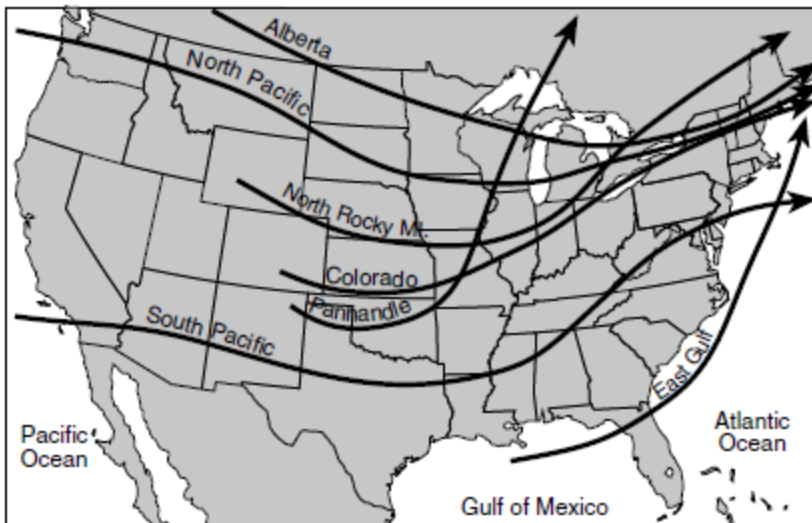 Alberta
North Pacific
North Rocky Mt.
Colorado
Panhandle
South Pacific
East Gulf
Pacific
Ocean
Atlantic
Ocean
Gulf of Mexico